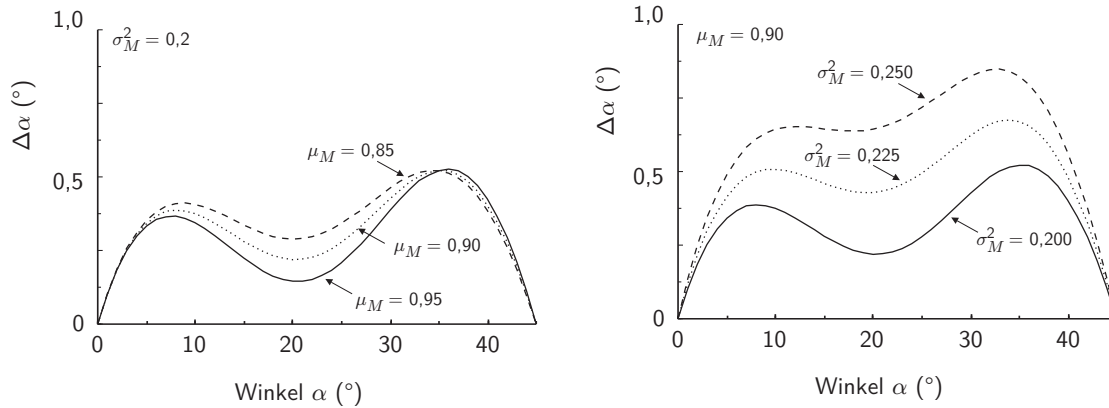 1,0
σ²_M = 0,2
Δα (°)
0,5
μ_M = 0,85
μ_M = 0,90
μ_M = 0,95
0
0 10 20 30 40
Winkel α (°)
1,0
μ_M = 0,90
σ²_M = 0,250
Δα (°)
σ²_M = 0,225
0,5
σ²_M = 0,200
0
0 10 20 30 40
Winkel α (°)